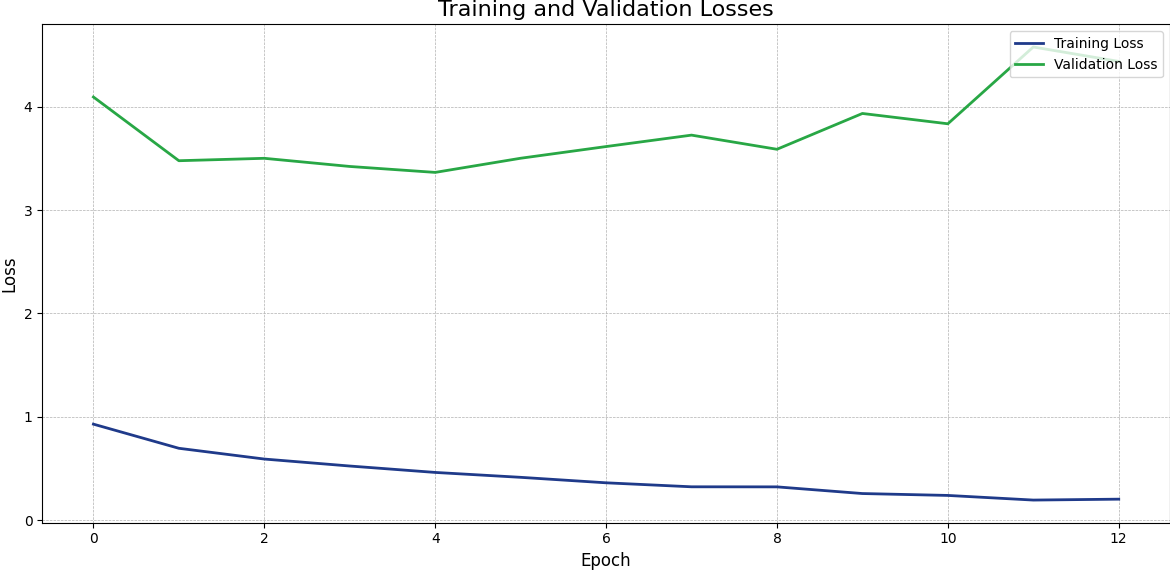 Training and Validation Losses
Training Loss
Validation Loss
4
3
2
1
0
Loss
0 2 4 6 8 10 12
Epoch